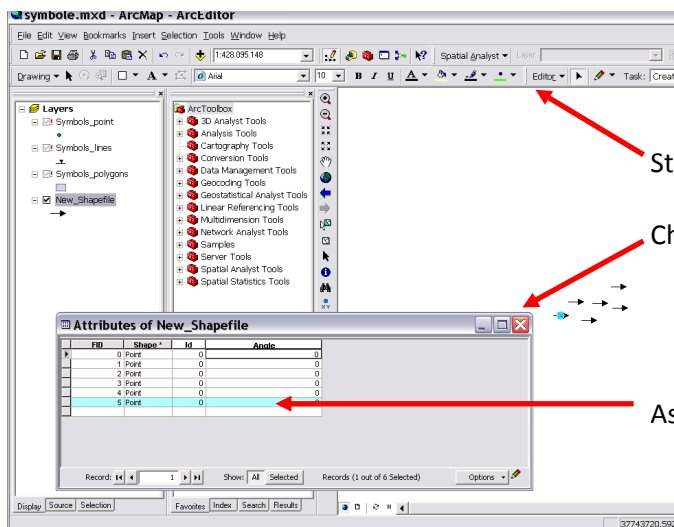 symbole.mxd - ArcMap - ArcEditor
File Edit View Bookmarks Insert Selection Tools Window Help
1:428.095.148 Spatial Analyst Layer:
Drawing A Arial 10 B I U A Editor Task: Creat
Layers
Symbols_point
Symbols_lines
Symbols_polygons
New_Shapefile
ArcToolbox
3D Analyst Tools
Analysis Tools
Cartography Tools
Conversion Tools
Data Management Tools
Geocoding Tools
Geostatistical Analyst Tools
Linear Referencing Tools
Multidimension Tools
Network Analyst Tools
Samples
Server Tools
Spatial Analyst Tools
Spatial Statistics Tools
XY
St
Ch
As
Attributes of New_Shapefile
FID Shape * Id Angle
0 Point 0 0
1 Point 0 0
2 Point 0 0
3 Point 0 0
4 Point 0 0
5 Point 0 0
Record: 1 Show: All Selected Records (1 out of 6 Selected) Options
Display Source Selection
Favorites Index Search Results
37743720.592